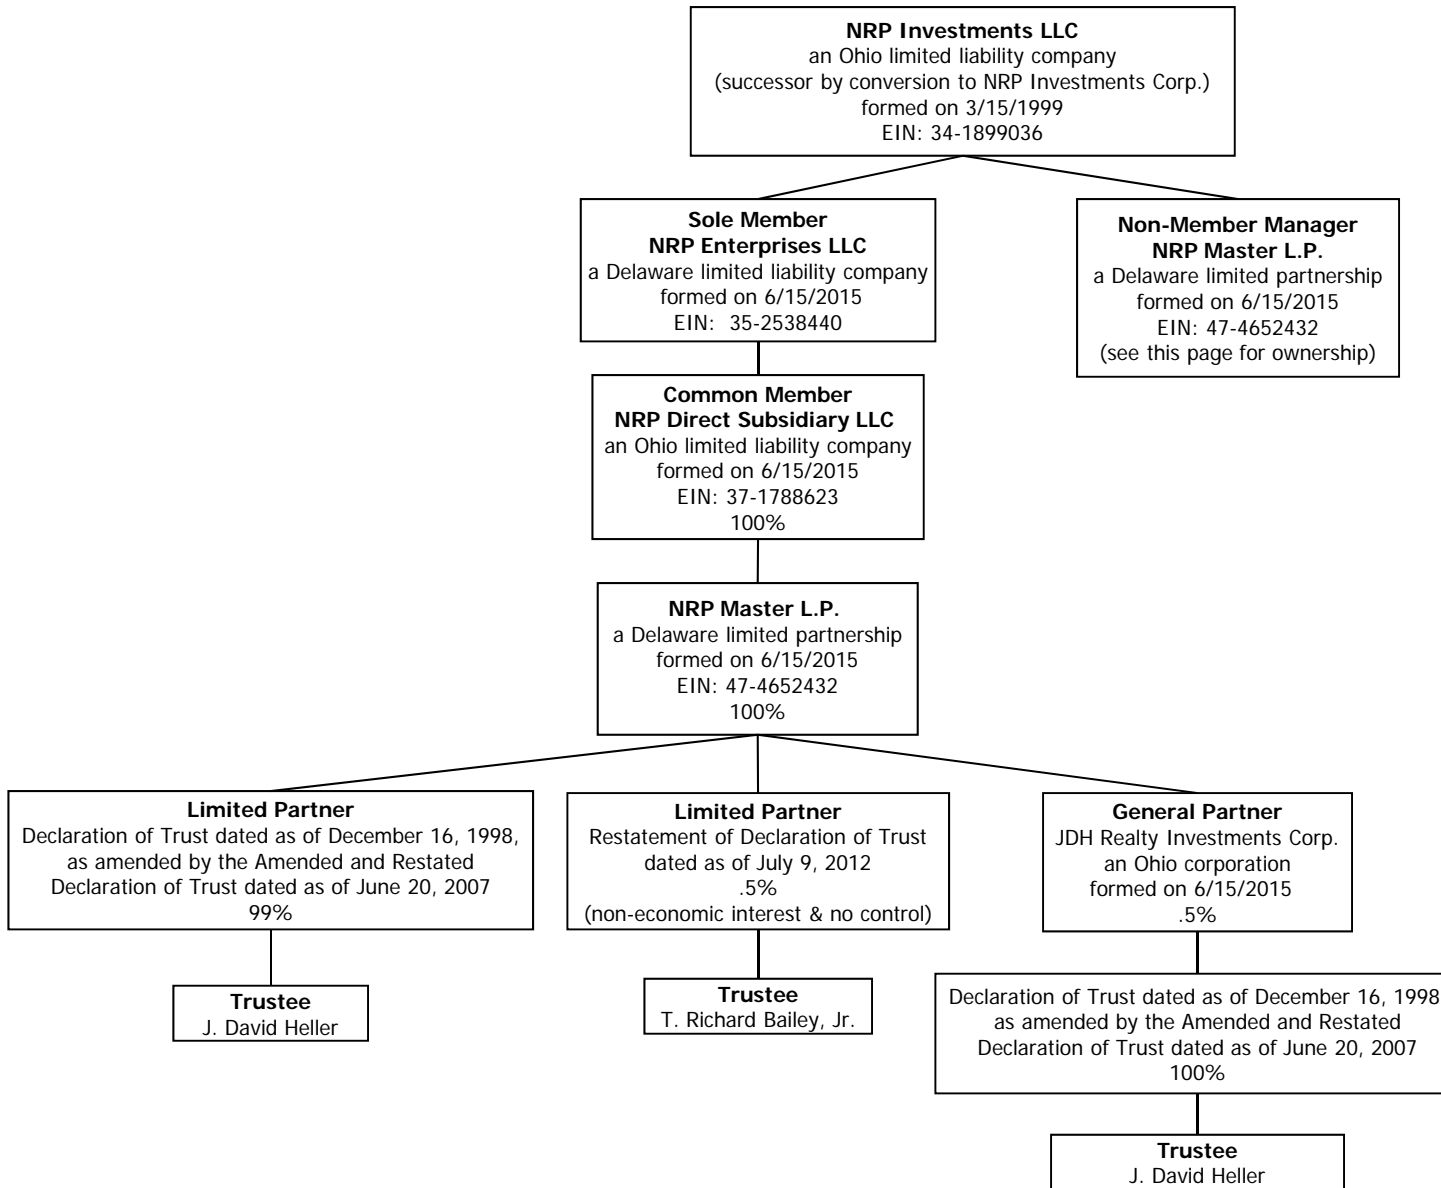 NRP Investments LLC
an Ohio limited liability company
(successor by conversion to NRP Investments Corp.)
formed on 3/15/1999
EIN: 34-1899036
Sole Member
NRP Enterprises LLC
a Delaware limited liability company
formed on 6/15/2015
EIN: 35-2538440
Non-Member Manager
NRP Master L.P.
a Delaware limited partnership
formed on 6/15/2015
EIN: 47-4652432
(see this page for ownership)
Common Member
NRP Direct Subsidiary LLC
an Ohio limited liability company
formed on 6/15/2015
EIN: 37-1788623
100%
NRP Master L.P.
a Delaware limited partnership
formed on 6/15/2015
EIN: 47-4652432
100%
Limited Partner
Declaration of Trust dated as of December 16, 1998,
as amended by the Amended and Restated
Declaration of Trust dated as of June 20, 2007
99%
Limited Partner
Restatement of Declaration of Trust
dated as of July 9, 2012
.5%
(non-economic interest & no control)
General Partner
JDH Realty Investments Corp.
an Ohio corporation
formed on 6/15/2015
.5%
Trustee
J. David Heller
Trustee
T. Richard Bailey, Jr.
Declaration of Trust dated as of December 16, 1998
as amended by the Amended and Restated
Declaration of Trust dated as of June 20, 2007
100%
Trustee
J. David Heller